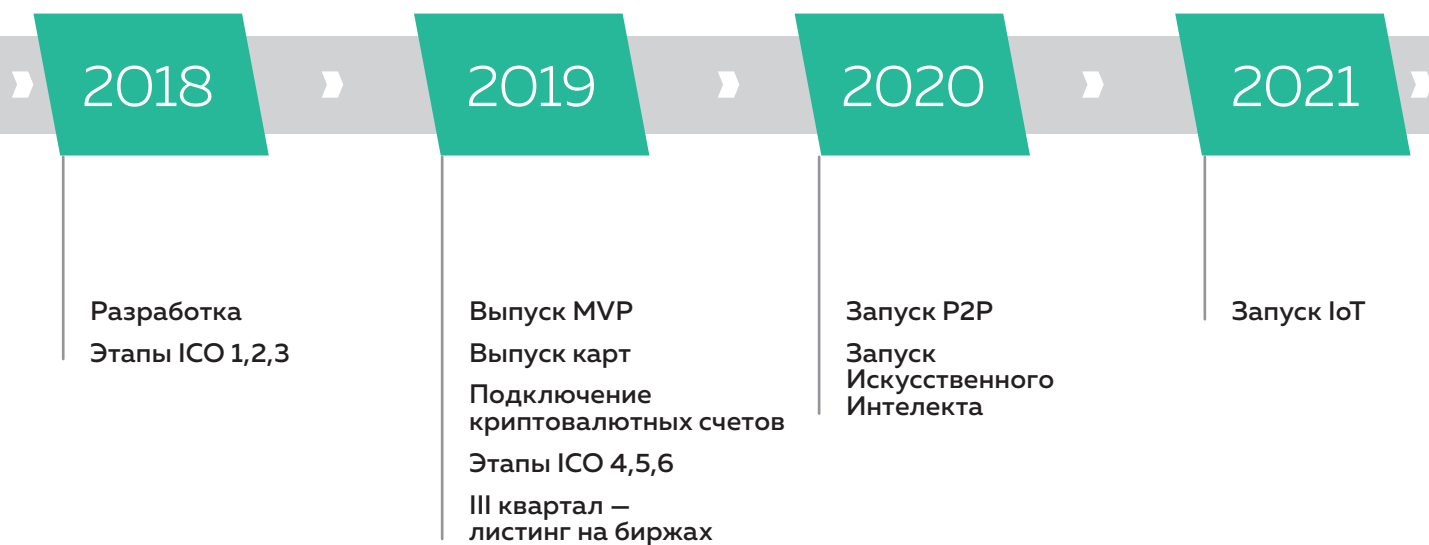 2018
2019
2020
2021
Разработка
Этапы ICO 1,2,3
Выпуск MVP
Выпуск карт
Подключение
криптовалютных счетов
Этапы ICO 4,5,6
III квартал —
листинг на биржах
Запуск P2P
Запуск
Искусственного
Интелекта
Запуск IoT